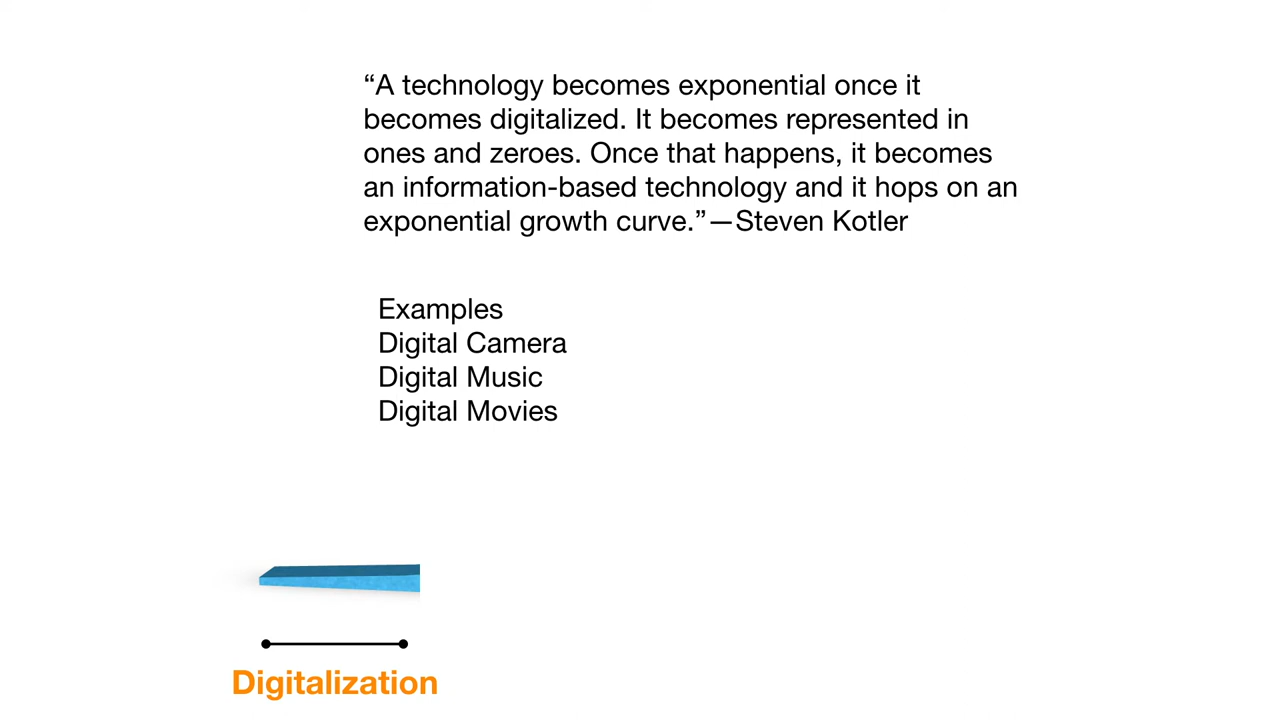 “A technology becomes exponential once it
becomes digitalized. It becomes represented in
ones and zeroes. Once that happens, it becomes
an information-based technology and it hops on an
exponential growth curve.”—Steven Kotler
Examples
Digital Camera
Digital Music
Digital Movies
Digitalization